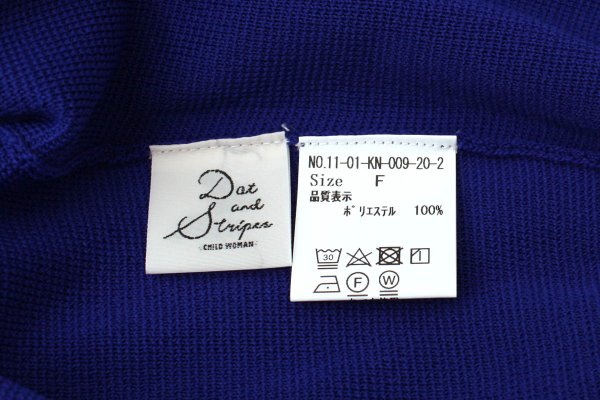 Dot
and
Stripes
-CHILD WOMAN-
NO.11-01-KN-009-20-2
Size F
品質表示
ポリエステル 100%
30
F W